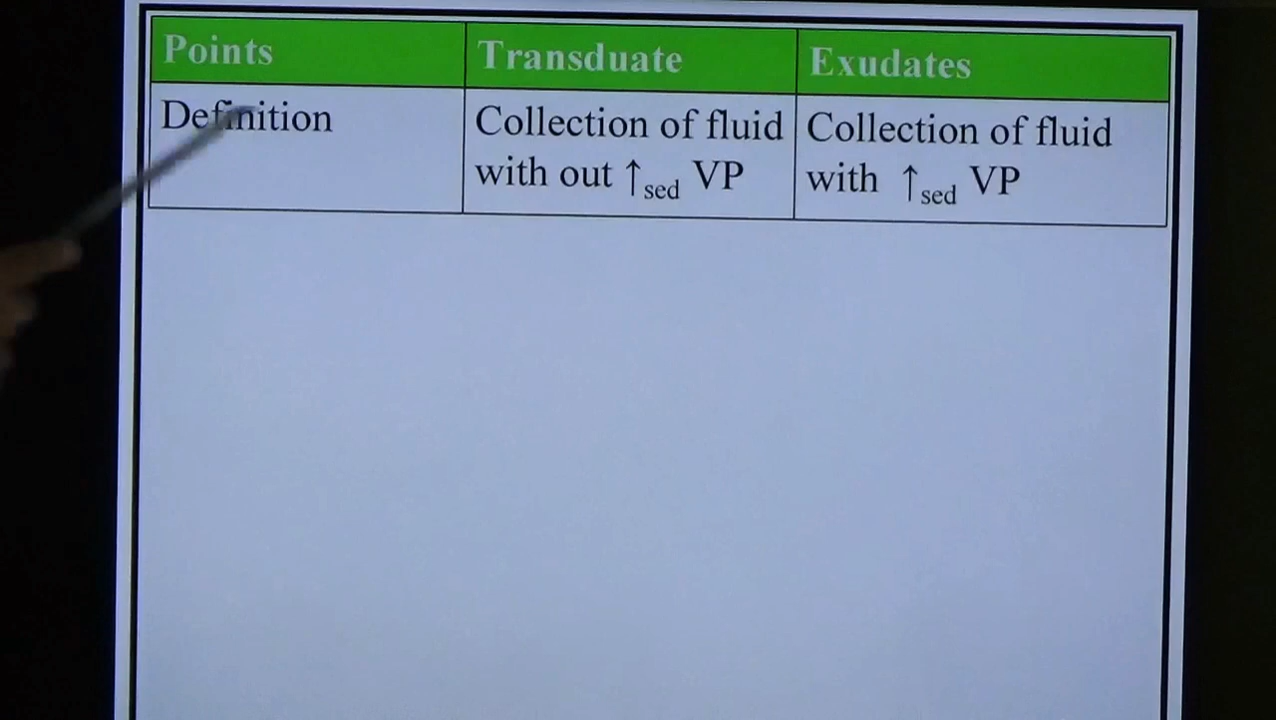 Points Transduate Exudates
Definition Collection of fluid Collection of fluid
with out ↑sed VP with ↑sed VP